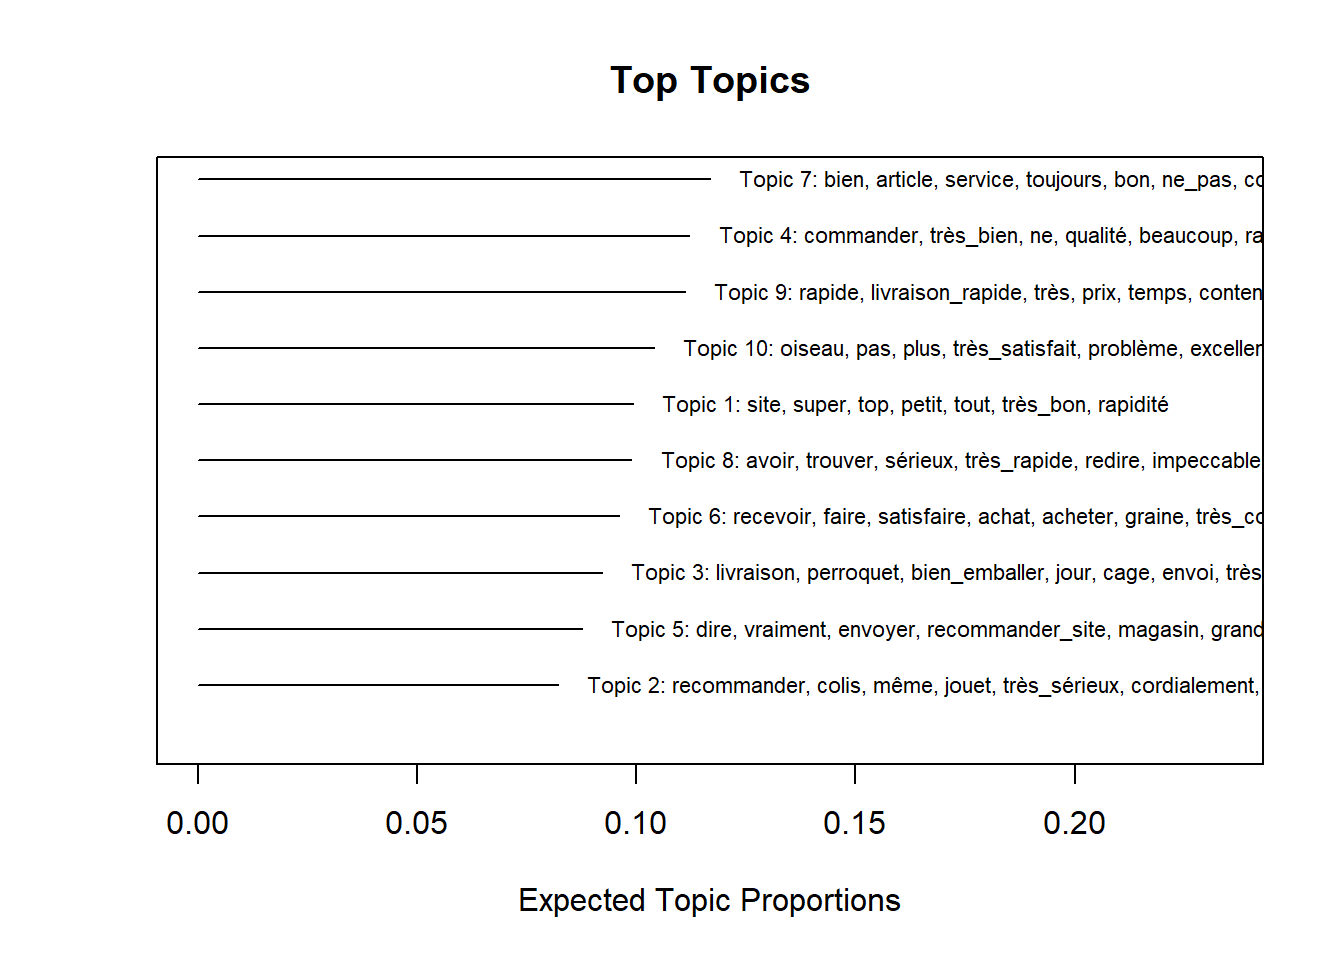 Top Topics
Topic 7: bien, article, service, toujours, bon, ne_pas,
Topic 4: commander, très_bien, ne, qualité, beaucoup,
Topic 9: rapide, livraison_rapide, très, prix, temps,
Topic 10: oiseau, pas, plus, très_satisfait, problème,
Topic 1: site, super, top, petit, tout, très_bon, rapidité
Topic 8: avoir, trouver, sérieux, très_rapide, redire, impeccable
Topic 6: recevoir, faire, satisfaire, achat, acheter, graine,
Topic 3: livraison, perroquet, bien_emballer, jour, cage, envoi, très
Topic 5: dire, vraiment, envoyer, recommander_site, magasin, grand
Topic 2: recommander, colis, même, jouet, très_sérieux, cordialement,
0.00 0.05 0.10 0.15 0.20
Expected Topic Proportions